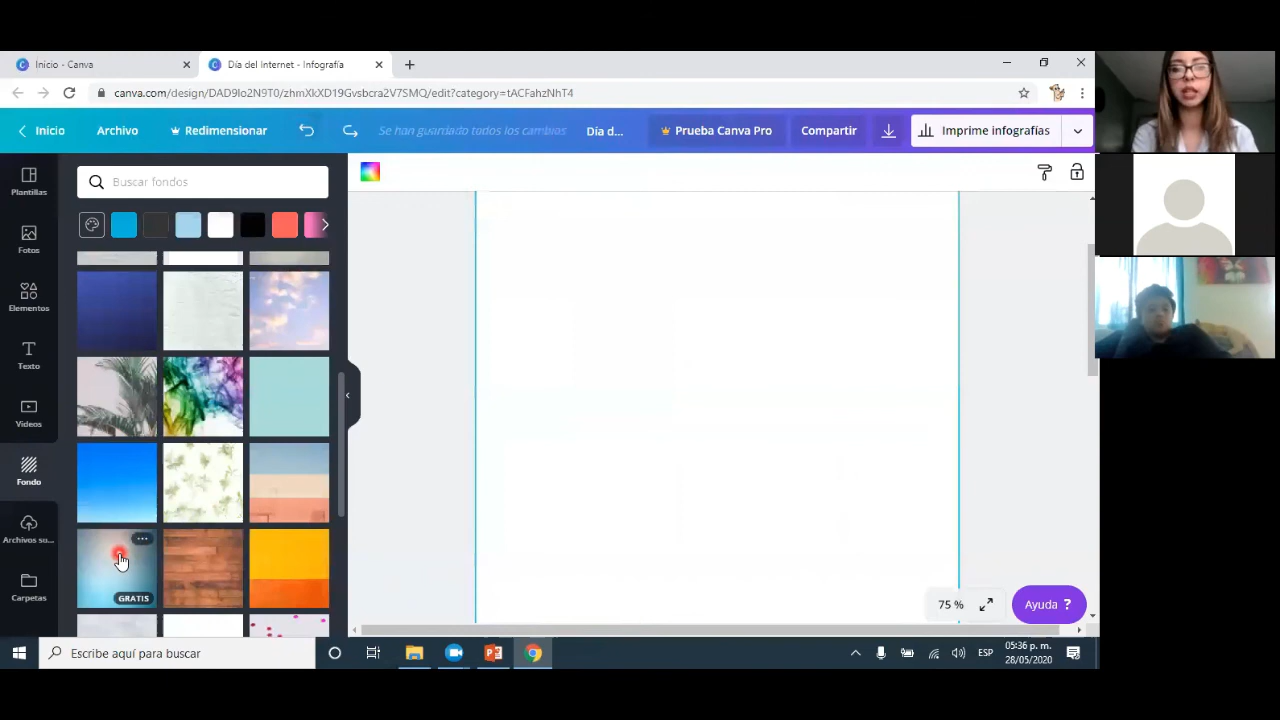 Inicio - Canva
Día del Internet - Infografía
canva.com/design/DAD9Io2N9T0/zhmXkXD19Gvsbcra2V7SMQ/edit?category=tACFahzNhT4
Inicio
Archivo
Redimensionar
Se han guardado todos los cambios
Día d...
Prueba Canva Pro
Compartir
Imprime infografías
Plantillas
Fotos
Elementos
Texto
Videos
Fondo
Archivos su...
Carpetas
Buscar fondos
GRATIS
75 %
Ayuda ?
Escribe aquí para buscar
ESP
05:36 p. m.
28/05/2020